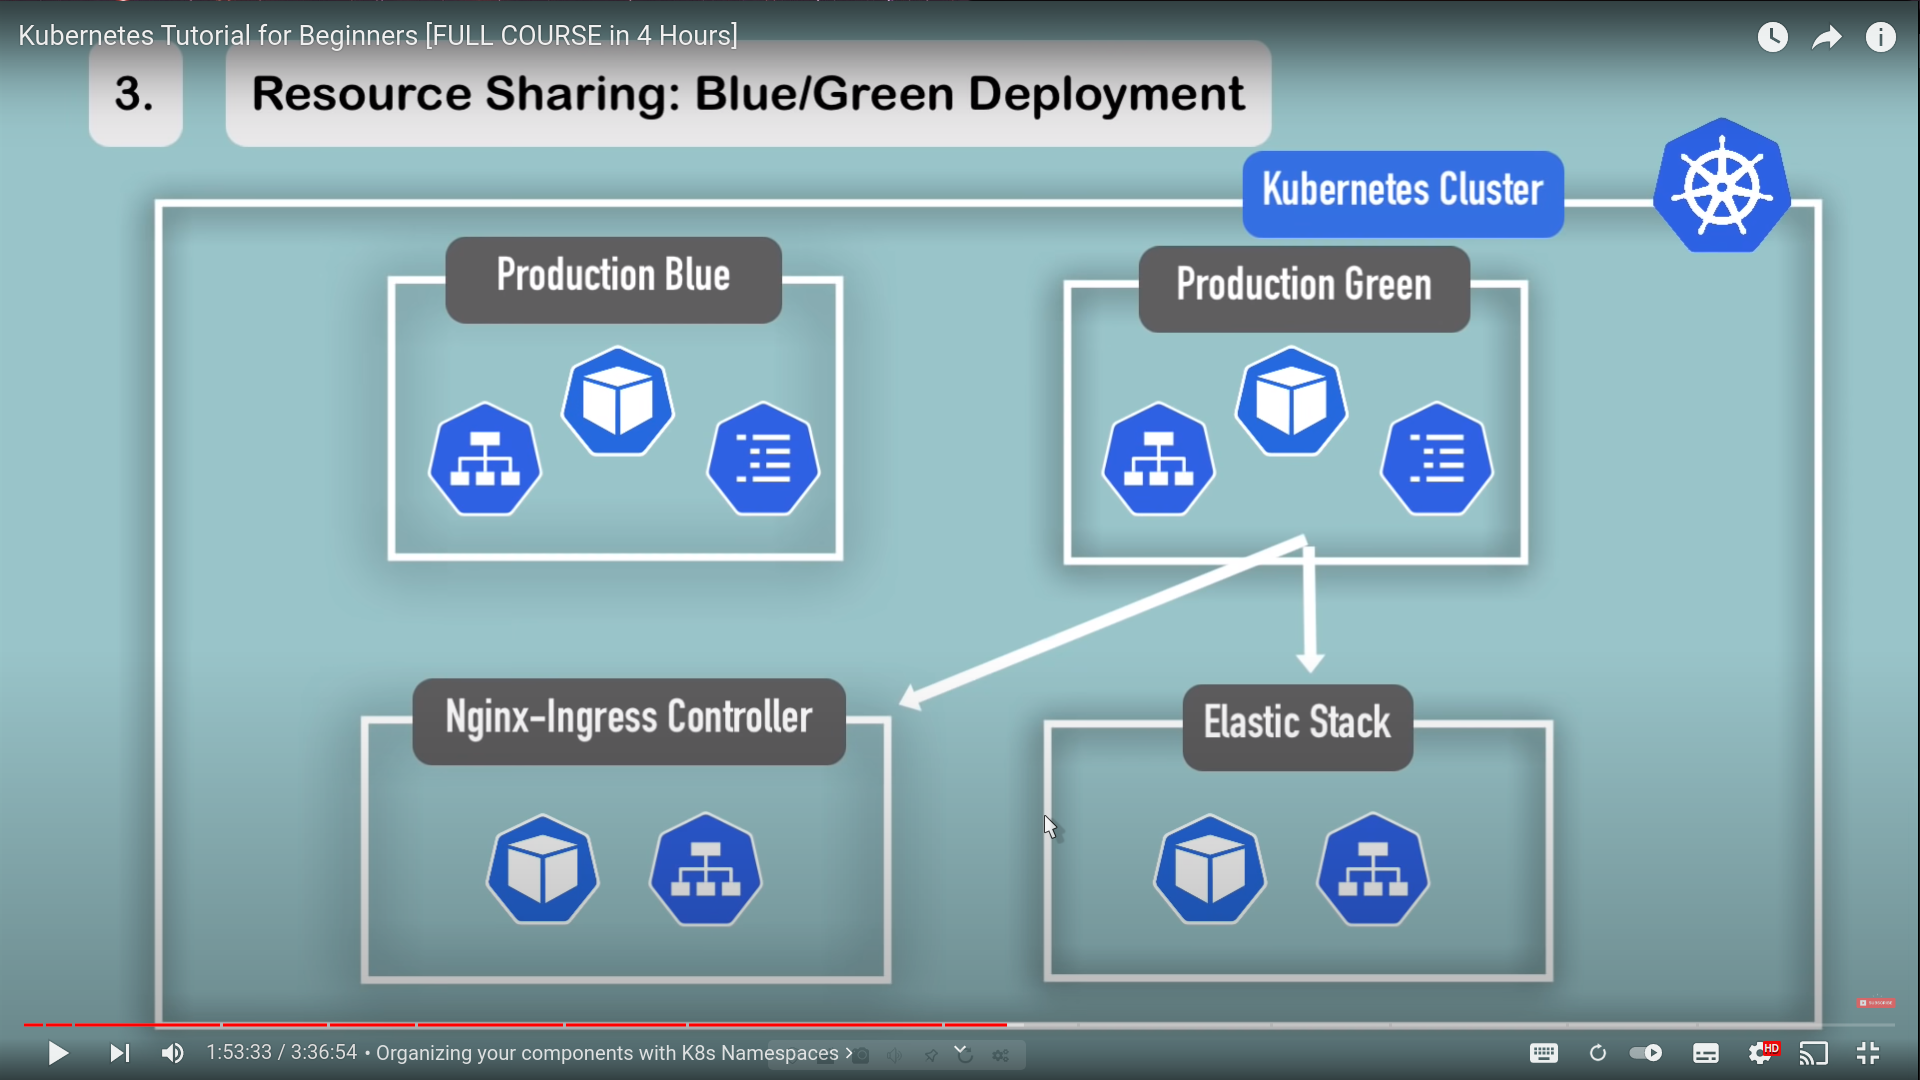 Kubernetes Tutorial for Beginners [FULL COURSE in 4 Hours]
3.
Resource Sharing: Blue/Green Deployment
Kubernetes Cluster
Production Blue
Production Green
Nginx-Ingress Controller
Elastic Stack
SUBSCRIBE
1:53:33 / 3:36:54 • Organizing your components with K8s Namespaces
HD